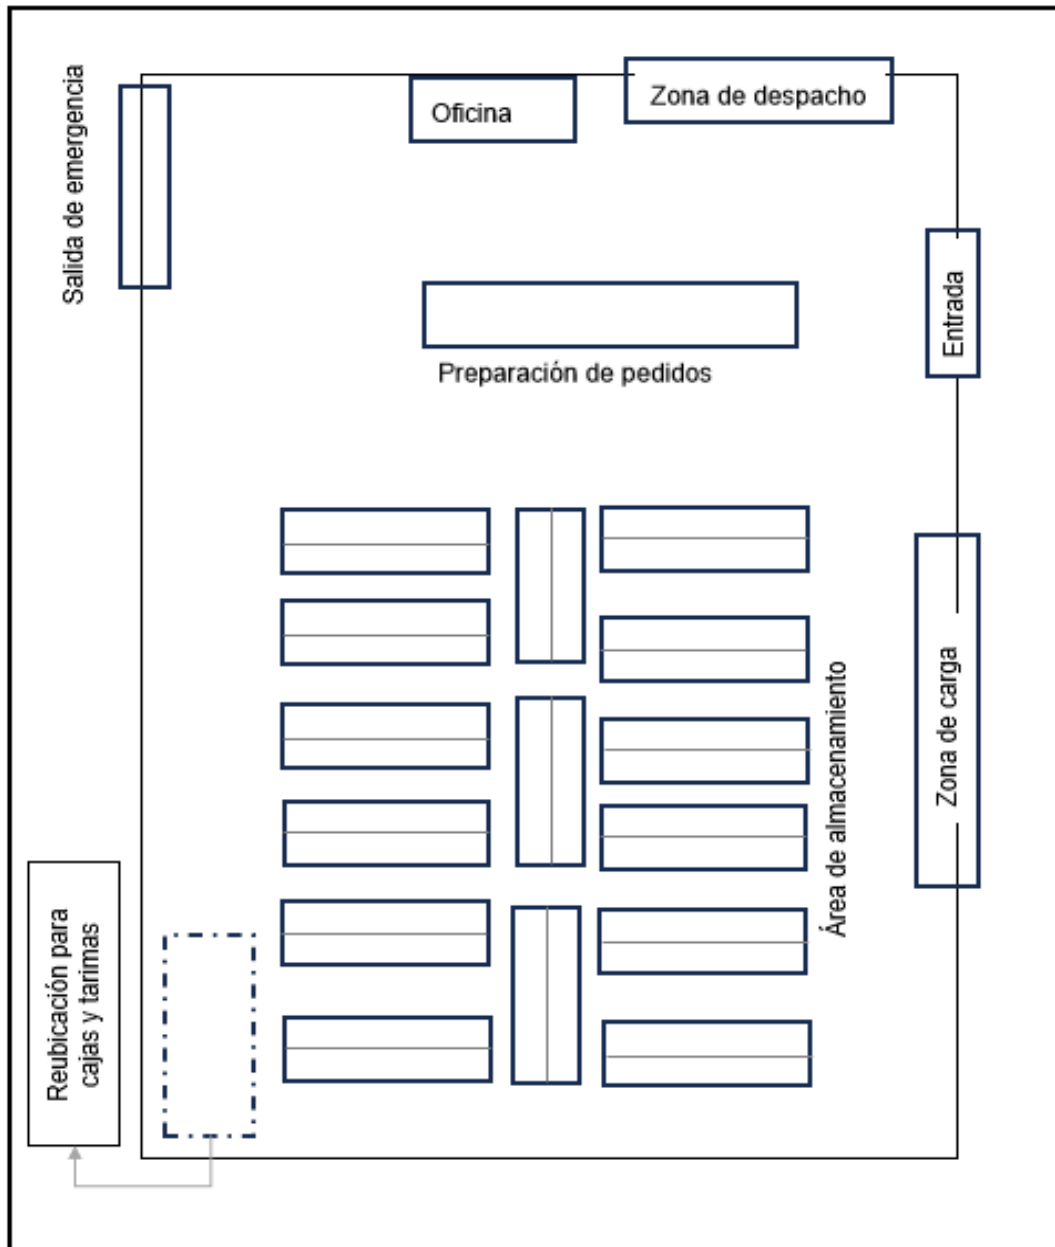 Salida de emergencia
Oficina
Zona de despacho
Entrada
Preparación de pedidos
Zona de carga
Área de almacenamiento
Reubicación para
cajas y tarimas